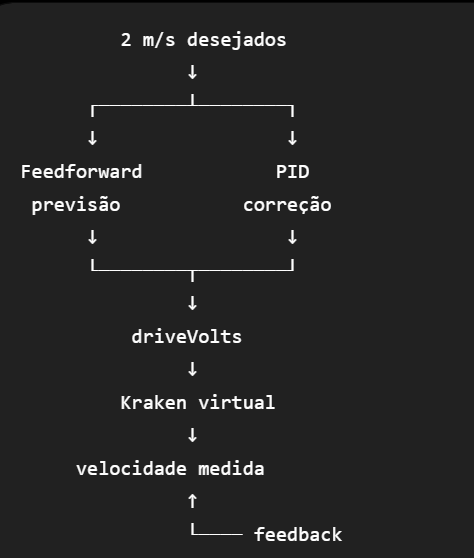 2 m/s desejados
↓
┌────────┴────────┐
↓ ↓
Feedforward PID
previsão correção
↓ ↓
└────────┬────────┘
↓
driveVolts
↓
Kraken virtual
↓
velocidade medida
↑
└──── feedback